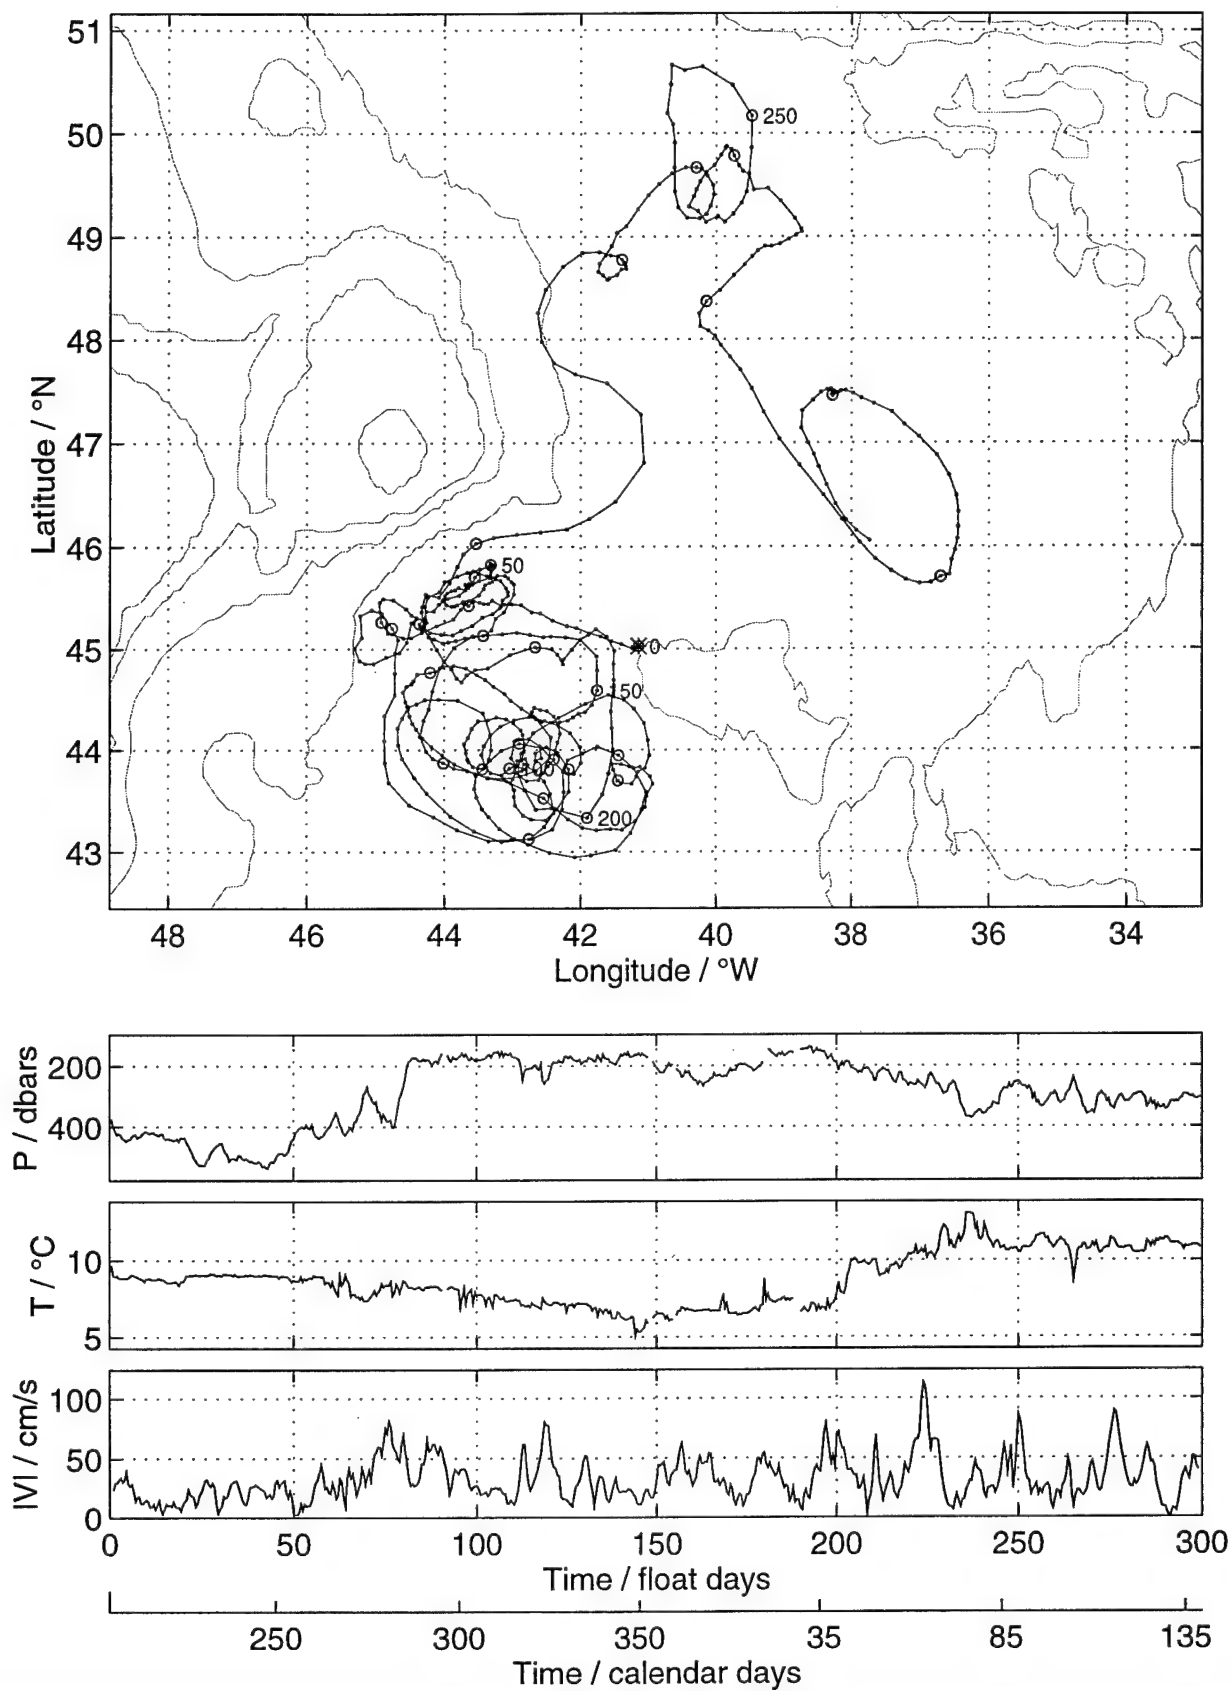 51
50
49
48
47
46
45
44
43
Latitude / °N
250
50
0
150
100
200
48 46 44 42 40 38 36 34
Longitude / °W
P / dbars
200
400
T / °C
10
5
|V| / cm/s
100
50
0
0 50 100 150 200 250 300
Time / float days
250 300 350 35 85 135
Time / calendar days